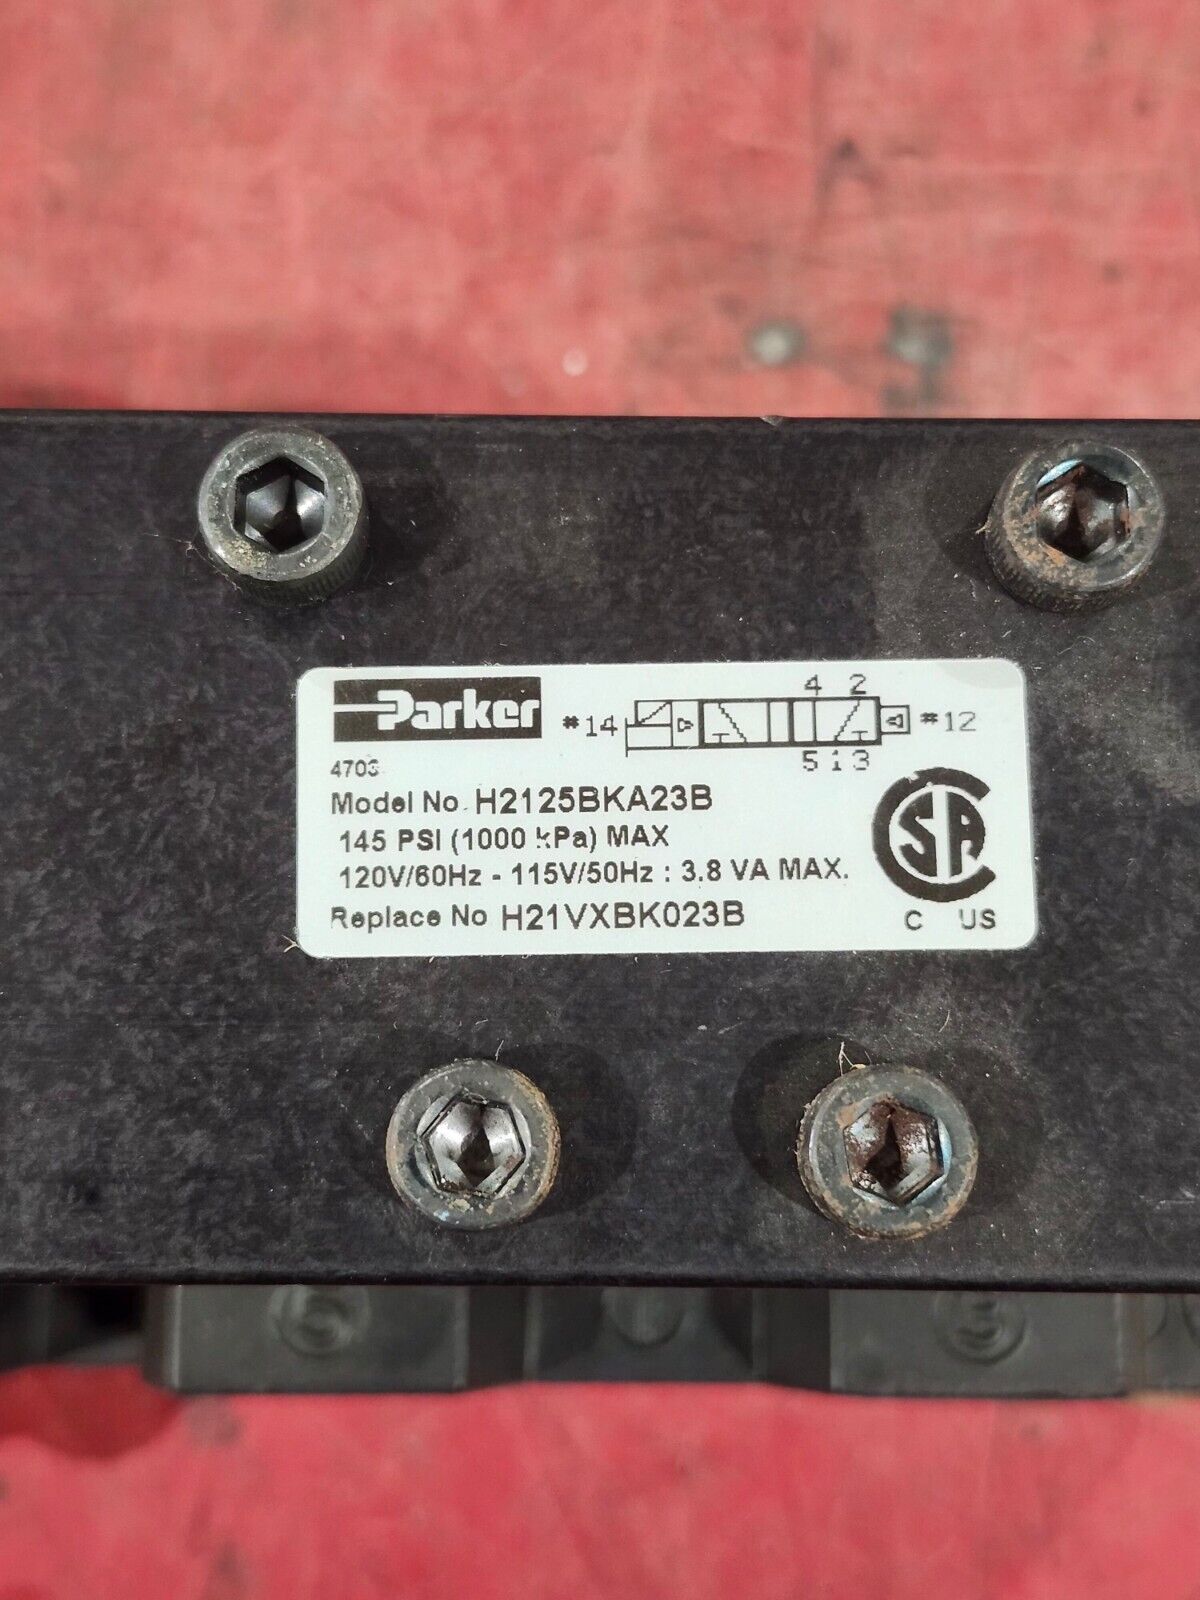 Parker
4 2
#14
#12
5 1 3
Model No. H2125BKA23B
145 PSI (1000 kPa) MAX
120V/60Hz - 115V/50Hz : 3.8 VA MAX.
Replace No H21VXBK023B
C US